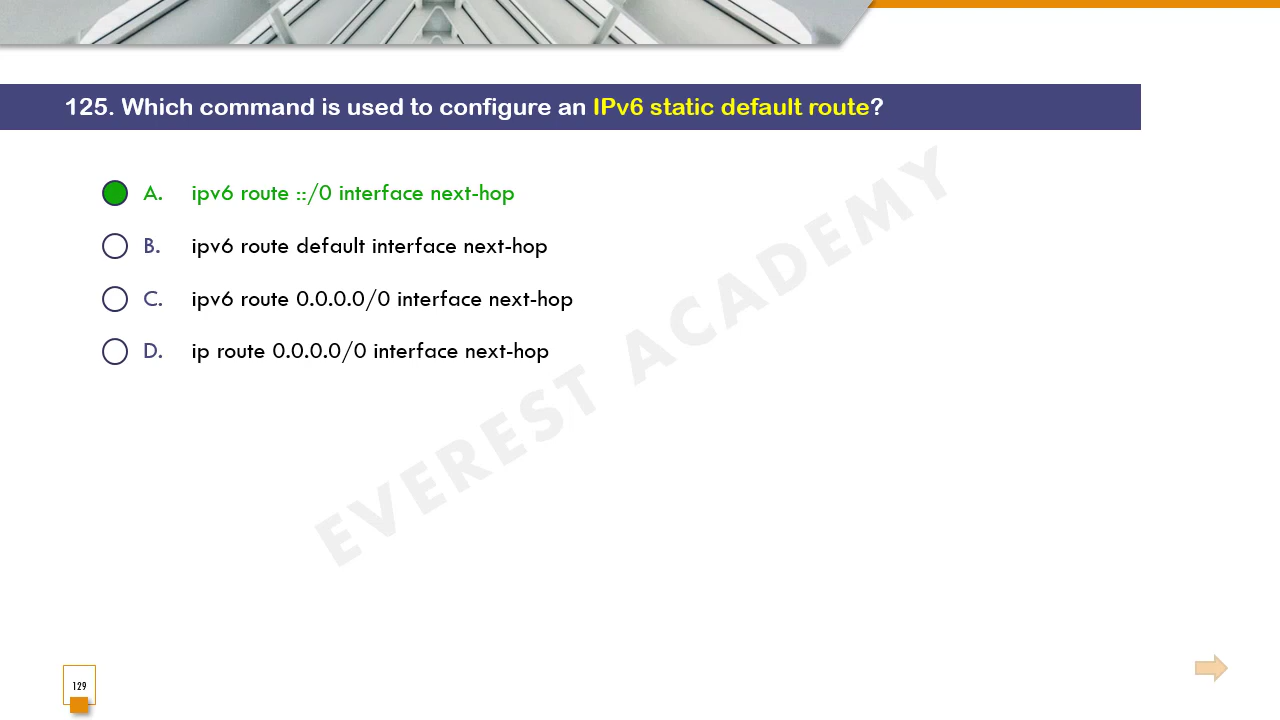 125. Which command is used to configure an IPv6 static default route?
A. ipv6 route ::/0 interface next-hop
B. ipv6 route default interface next-hop
C. ipv6 route 0.0.0.0/0 interface next-hop
D. ip route 0.0.0.0/0 interface next-hop
EVEREST ACADEMY
129